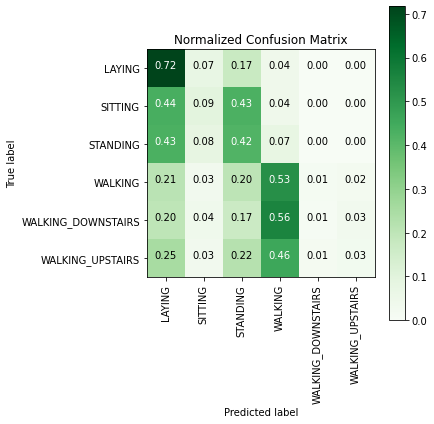 Normalized Confusion Matrix
True label
LAYING 0.72 0.07 0.17 0.04 0.00 0.00
SITTING 0.44 0.09 0.43 0.04 0.00 0.00
STANDING 0.43 0.08 0.42 0.07 0.00 0.00
WALKING 0.21 0.03 0.20 0.53 0.01 0.02
WALKING_DOWNSTAIRS 0.20 0.04 0.17 0.56 0.01 0.03
WALKING_UPSTAIRS 0.25 0.03 0.22 0.46 0.01 0.03
LAYING
SITTING
STANDING
WALKING
WALKING_DOWNSTAIRS
WALKING_UPSTAIRS
Predicted label
0.7
0.6
0.5
0.4
0.3
0.2
0.1
0.0